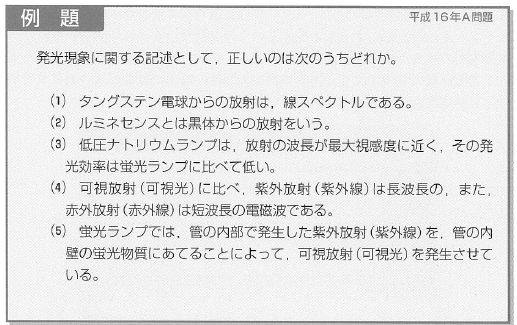 例 題
平成16年A問題
発光現象に関する記述として，正しいのは次のうちどれか。
(1) タングステン電球からの放射は，線スペクトルである。
(2) ルミネセンスとは黒体からの放射をいう。
(3) 低圧ナトリウムランプは，放射の波長が最大視感度に近く，その発
光効率は蛍光ランプに比べて低い。
(4) 可視放射(可視光)に比べ，紫外放射(紫外線)は長波長の，また，
赤外放射(赤外線)は短波長の電磁波である。
(5) 蛍光ランプでは，管の内部で発生した紫外放射(紫外線)を，管の内
壁の蛍光物質にあてることによって，可視放射(可視光)を発生させて
いる。